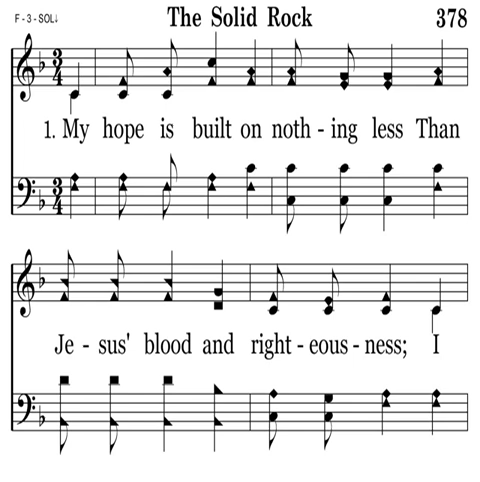 F - 3 - SOL↓ The Solid Rock 378
1. My hope is built on noth - ing less Than
Je - sus' blood and right - eous - ness; I